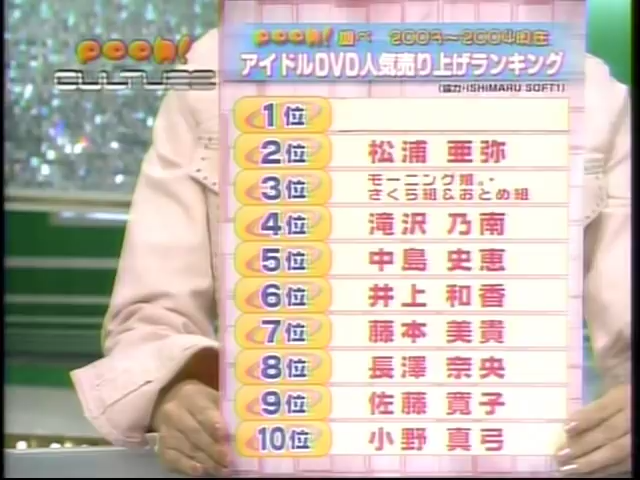 pooh!
CULTURE
pooh! 調べ 2003〜2004現在
アイドルDVD人気売り上げランキング
(協力・ISHIMARU SOFT1)
1位
2位 松浦 亜弥
3位 モーニング娘。・
さくら組&おとめ組
4位 滝沢 乃南
5位 中島 史恵
6位 井上 和香
7位 藤本 美貴
8位 長澤 奈央
9位 佐藤 寛子
10位 小野 真弓